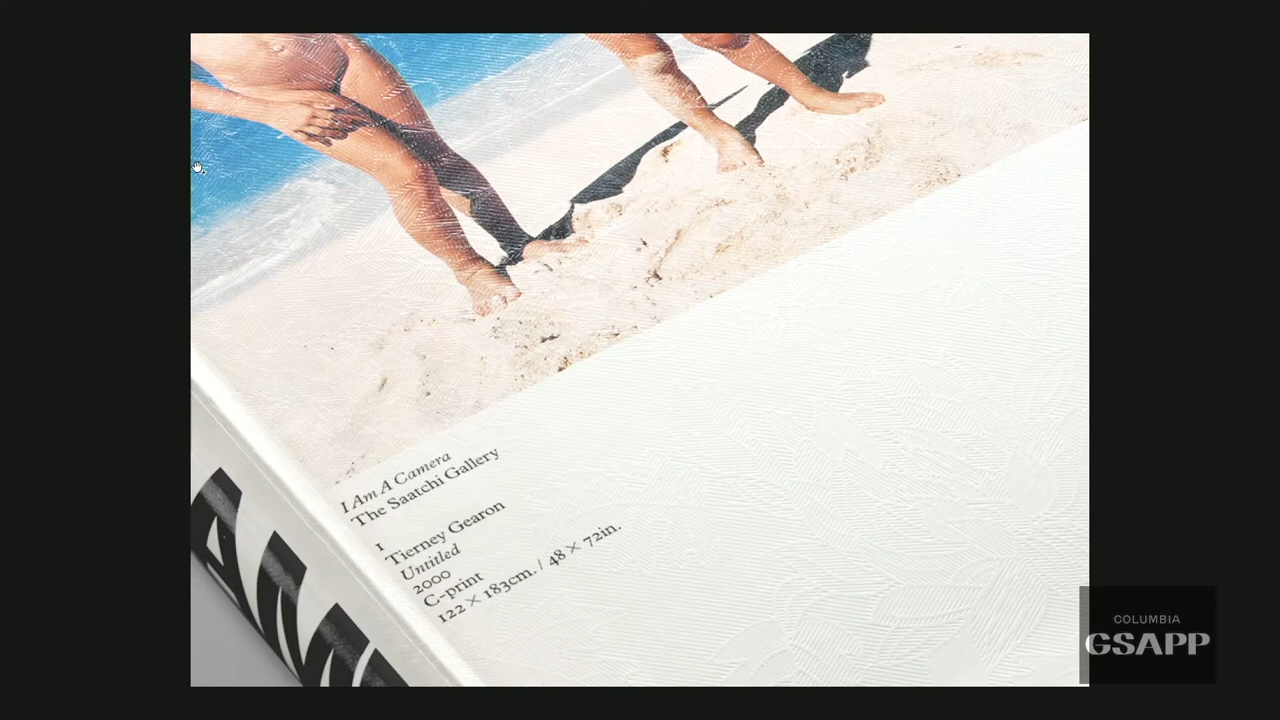 I Am A Camera
The Saatchi Gallery
1
Tierney Gearon
Untitled
2000
C-print
122 × 183cm. / 48 × 72in.
COLUMBIA
GSAPP